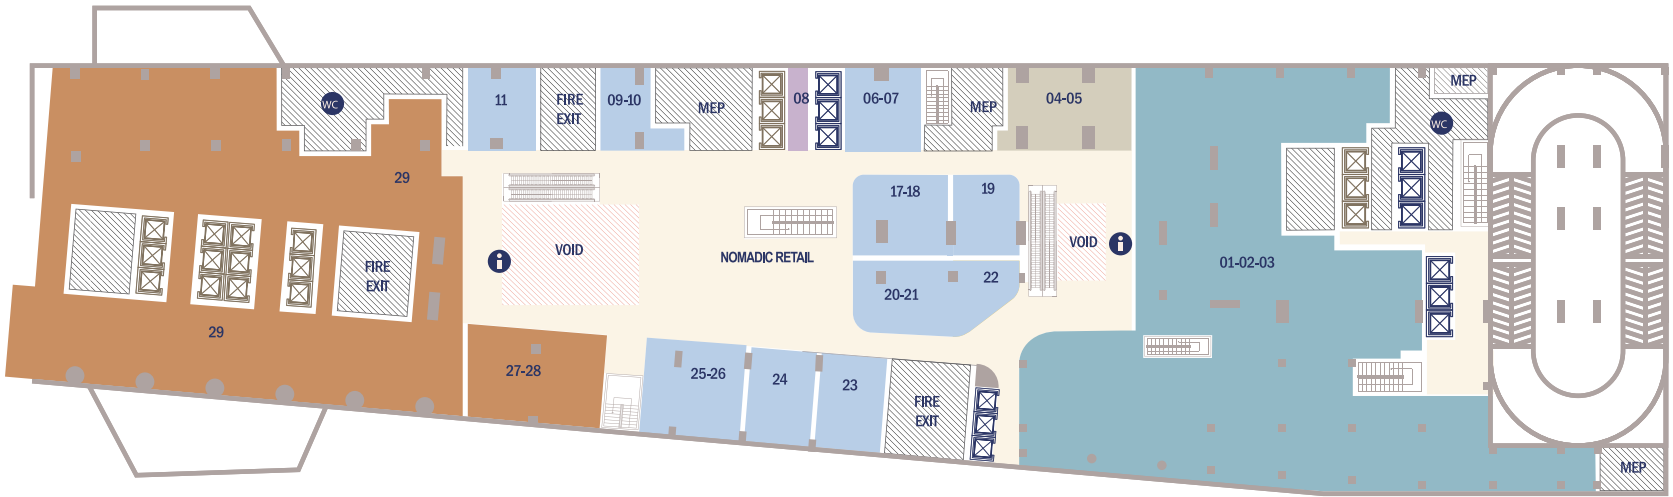 MEP
WC
11
FIRE
EXIT
09-10
MEP
08
06-07
MEP
04-05
WC
29
17-18
19
VOID
NOMADIC RETAIL
VOID
01-02-03
FIRE
EXIT
20-21
22
29
27-28
25-26
24
23
FIRE
EXIT
MEP